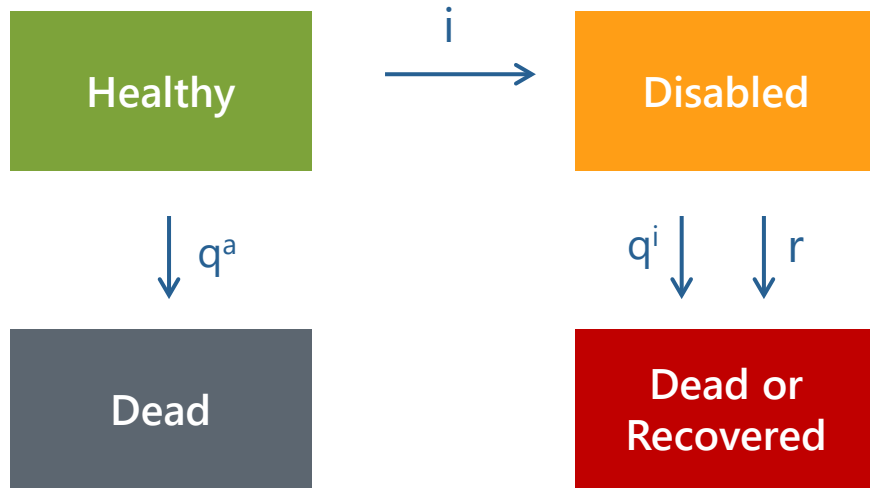 i
Healthy
Disabled
qᵃ
qⁱ
r
Dead
Dead or
Recovered